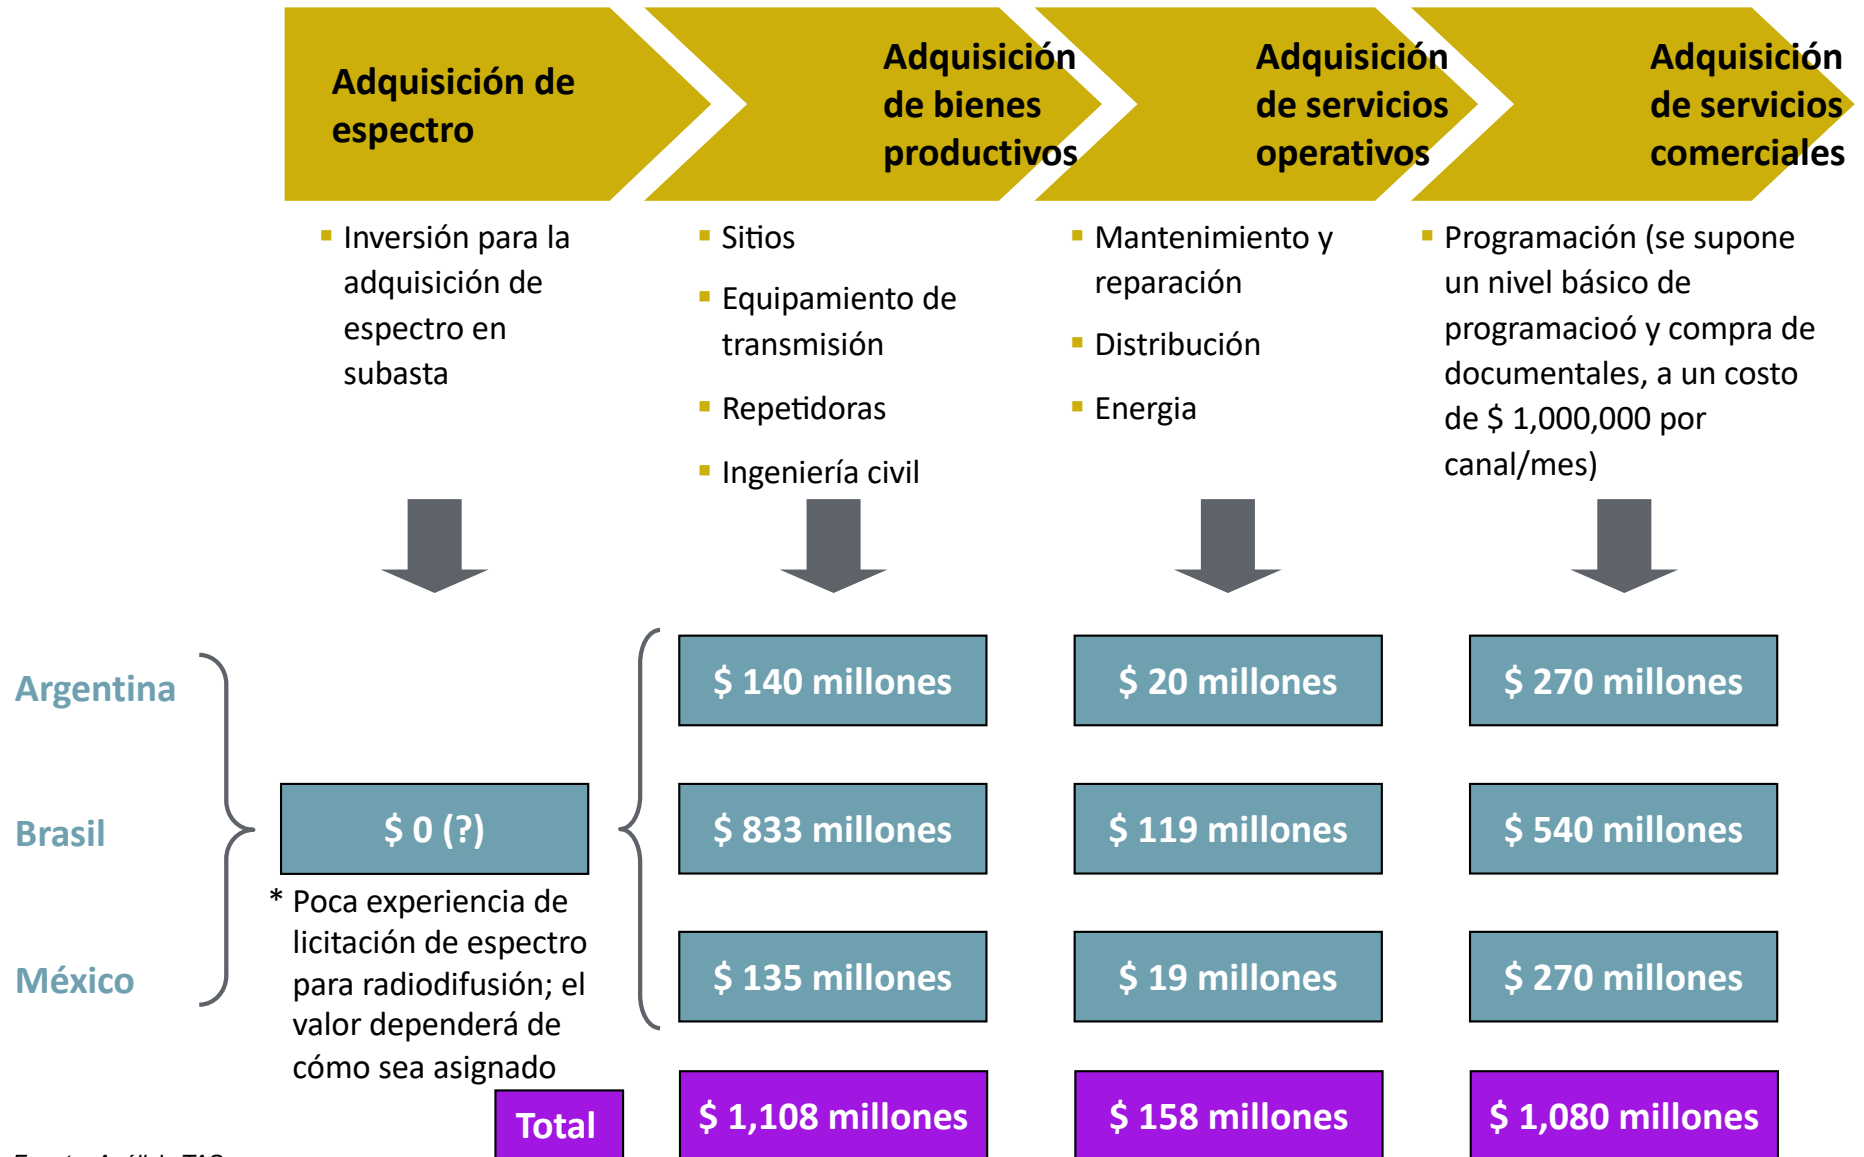 Adquisición de
espectro
Adquisición
de bienes
productivos
Adquisición
de servicios
operativos
Adquisición
de servicios
comerciales
Inversión para la
adquisición de
espectro en
subasta
Sitios
Equipamiento de
transmisión
Repetidoras
Ingeniería civil
Mantenimiento y
reparación
Distribución
Energia
Programación (se supone
un nivel básico de
programacioó y compra de
documentales, a un costo
de $ 1,000,000 por
canal/mes)
Argentina
$ 140 millones
$ 20 millones
$ 270 millones
Brasil
$ 0 (?)
$ 833 millones
$ 119 millones
$ 540 millones
* Poca experiencia de
licitación de espectro
para radiodifusión; el
valor dependerá de
cómo sea asignado
México
$ 135 millones
$ 19 millones
$ 270 millones
Total
$ 1,108 millones
$ 158 millones
$ 1,080 millones